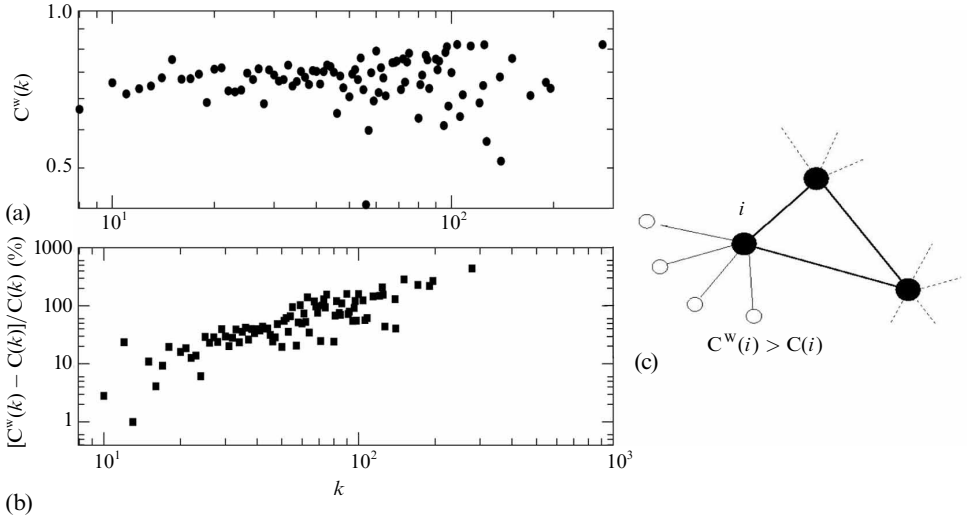 1.0
C^w(k)
0.5
10^1
10^2
(a)
1000
100
10
1
[C^w(k) − C(k)]/C(k) (%)
10^1
10^2
10^3
k
(b)
i
C^W(i) > C(i)
(c)